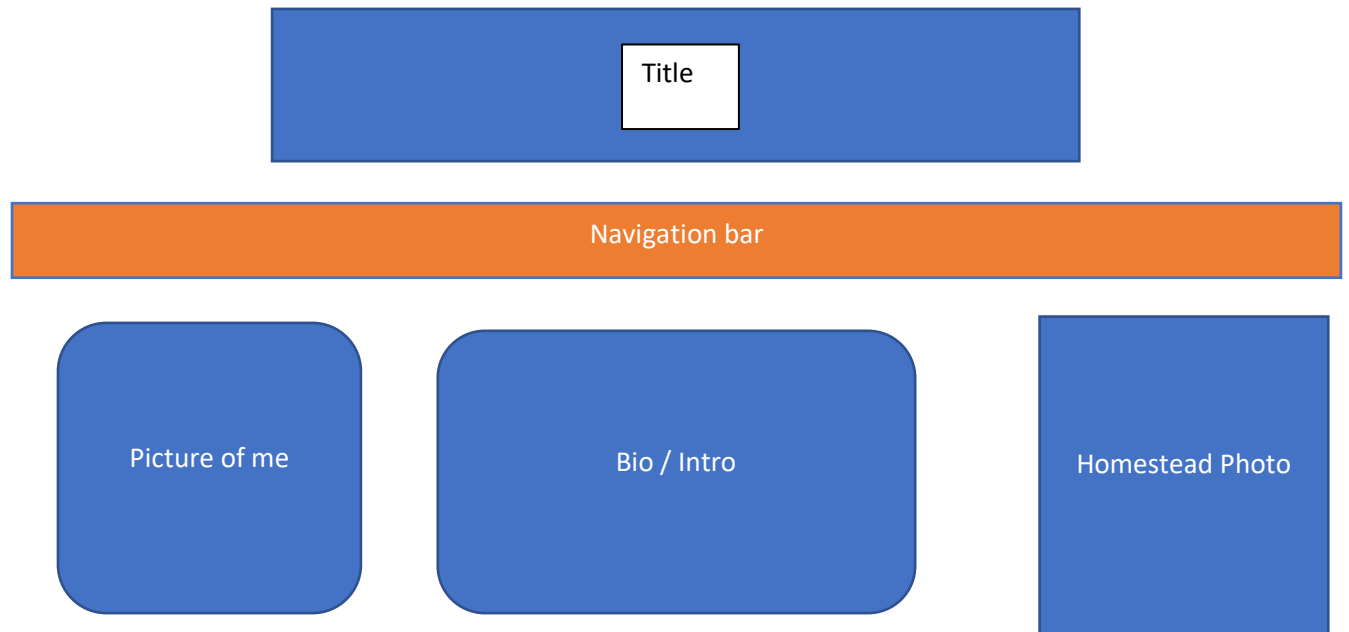 Title
Navigation bar
Picture of me
Bio / Intro
Homestead Photo